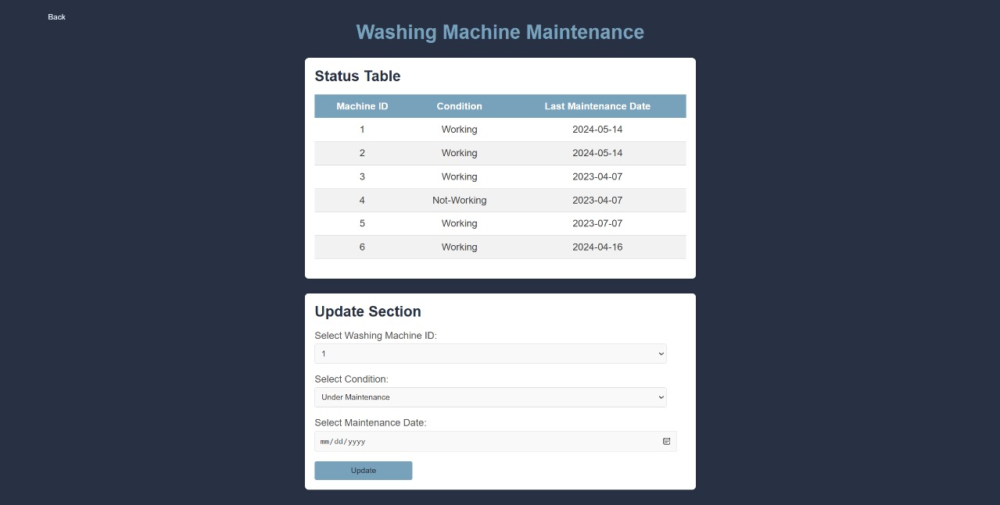 Back
Washing Machine Maintenance
Status Table
Machine ID Condition Last Maintenance Date
1 Working 2024-05-14
2 Working 2024-05-14
3 Working 2023-04-07
4 Not-Working 2023-04-07
5 Working 2023-07-07
6 Working 2024-04-16
Update Section
Select Washing Machine ID:
1
Select Condition:
Under Maintenance
Select Maintenance Date:
mm/dd/yyyy
Update